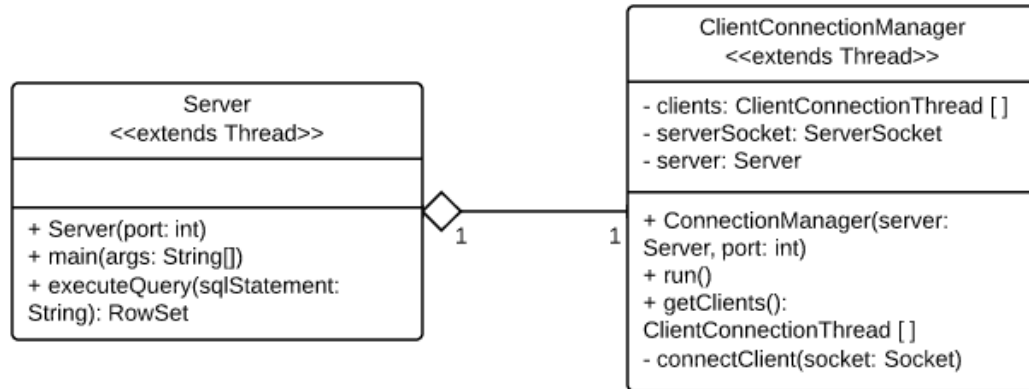 Server
<<extends Thread>>
+ Server(port: int)
+ main(args: String[])
+ executeQuery(sqlStatement:
String): RowSet
1
1
ClientConnectionManager
<<extends Thread>>
- clients: ClientConnectionThread [ ]
- serverSocket: ServerSocket
- server: Server
+ ConnectionManager(server:
Server, port: int)
+ run()
+ getClients():
ClientConnectionThread [ ]
- connectClient(socket: Socket)